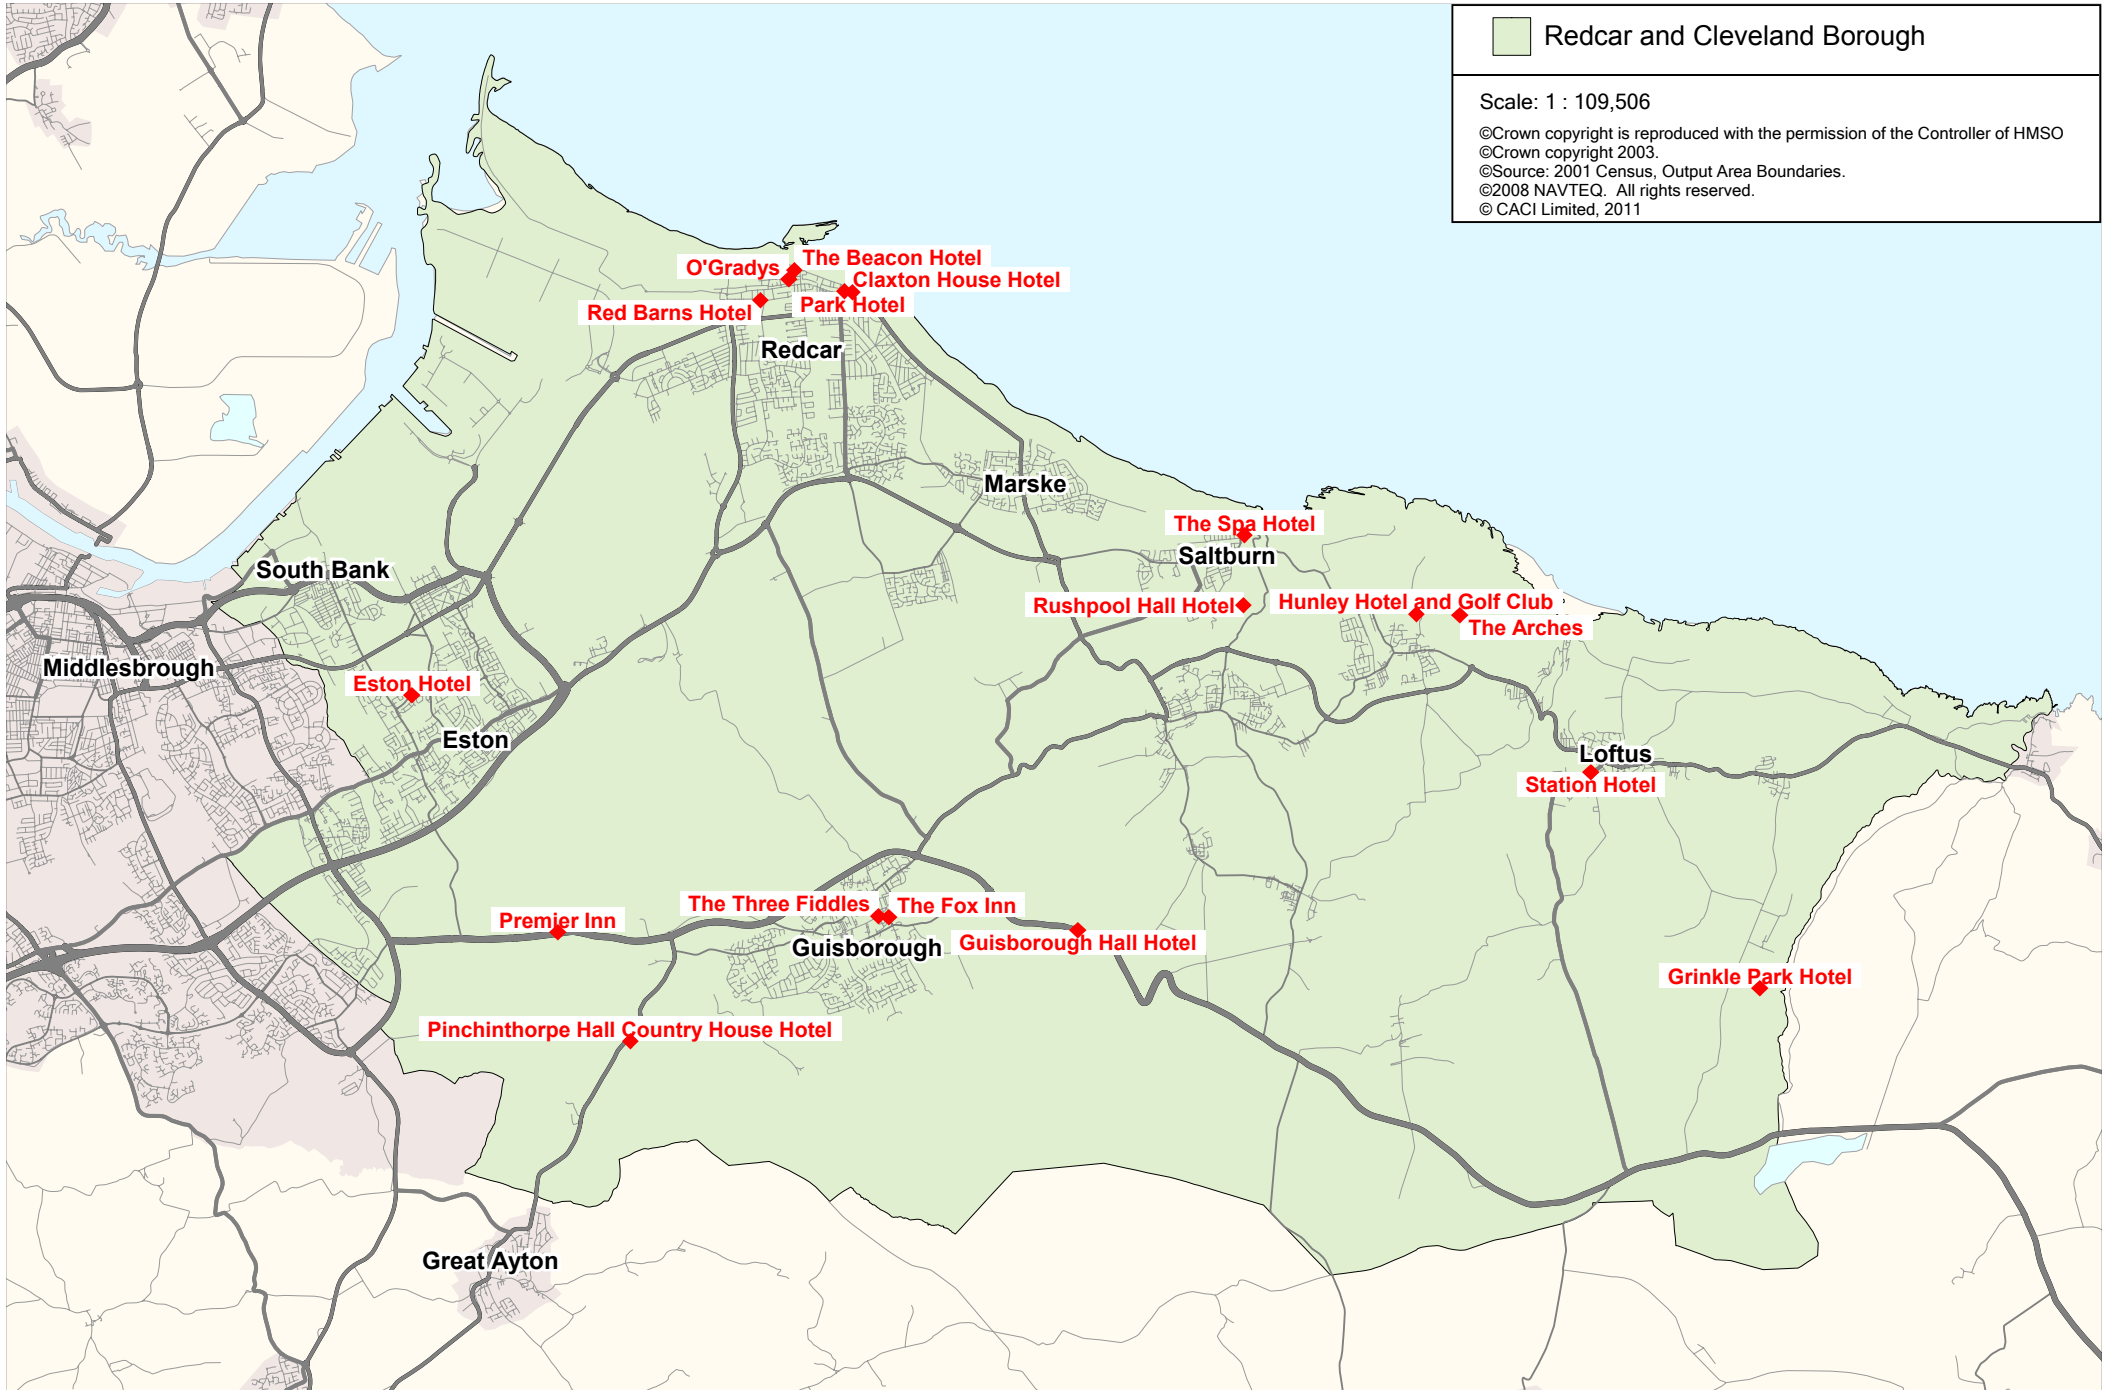 Redcar and Cleveland Borough
Scale: 1 : 109,506
©Crown copyright is reproduced with the permission of the Controller of HMSO
©Crown copyright 2003.
©Source: 2001 Census, Output Area Boundaries.
©2008 NAVTEQ.  All rights reserved.
© CACI Limited, 2011
The Beacon Hotel
O'Gradys
Claxton House Hotel
Park Hotel
Red Barns Hotel
Redcar
Marske
The Spa Hotel
Saltburn
South Bank
Rushpool Hall Hotel
Hunley Hotel and Golf Club
The Arches
Middlesbrough
Eston Hotel
Eston
Loftus
Station Hotel
The Three Fiddles
The Fox Inn
Premier Inn
Guisborough
Guisborough Hall Hotel
Grinkle Park Hotel
Pinchinthorpe Hall Country House Hotel
Great Ayton